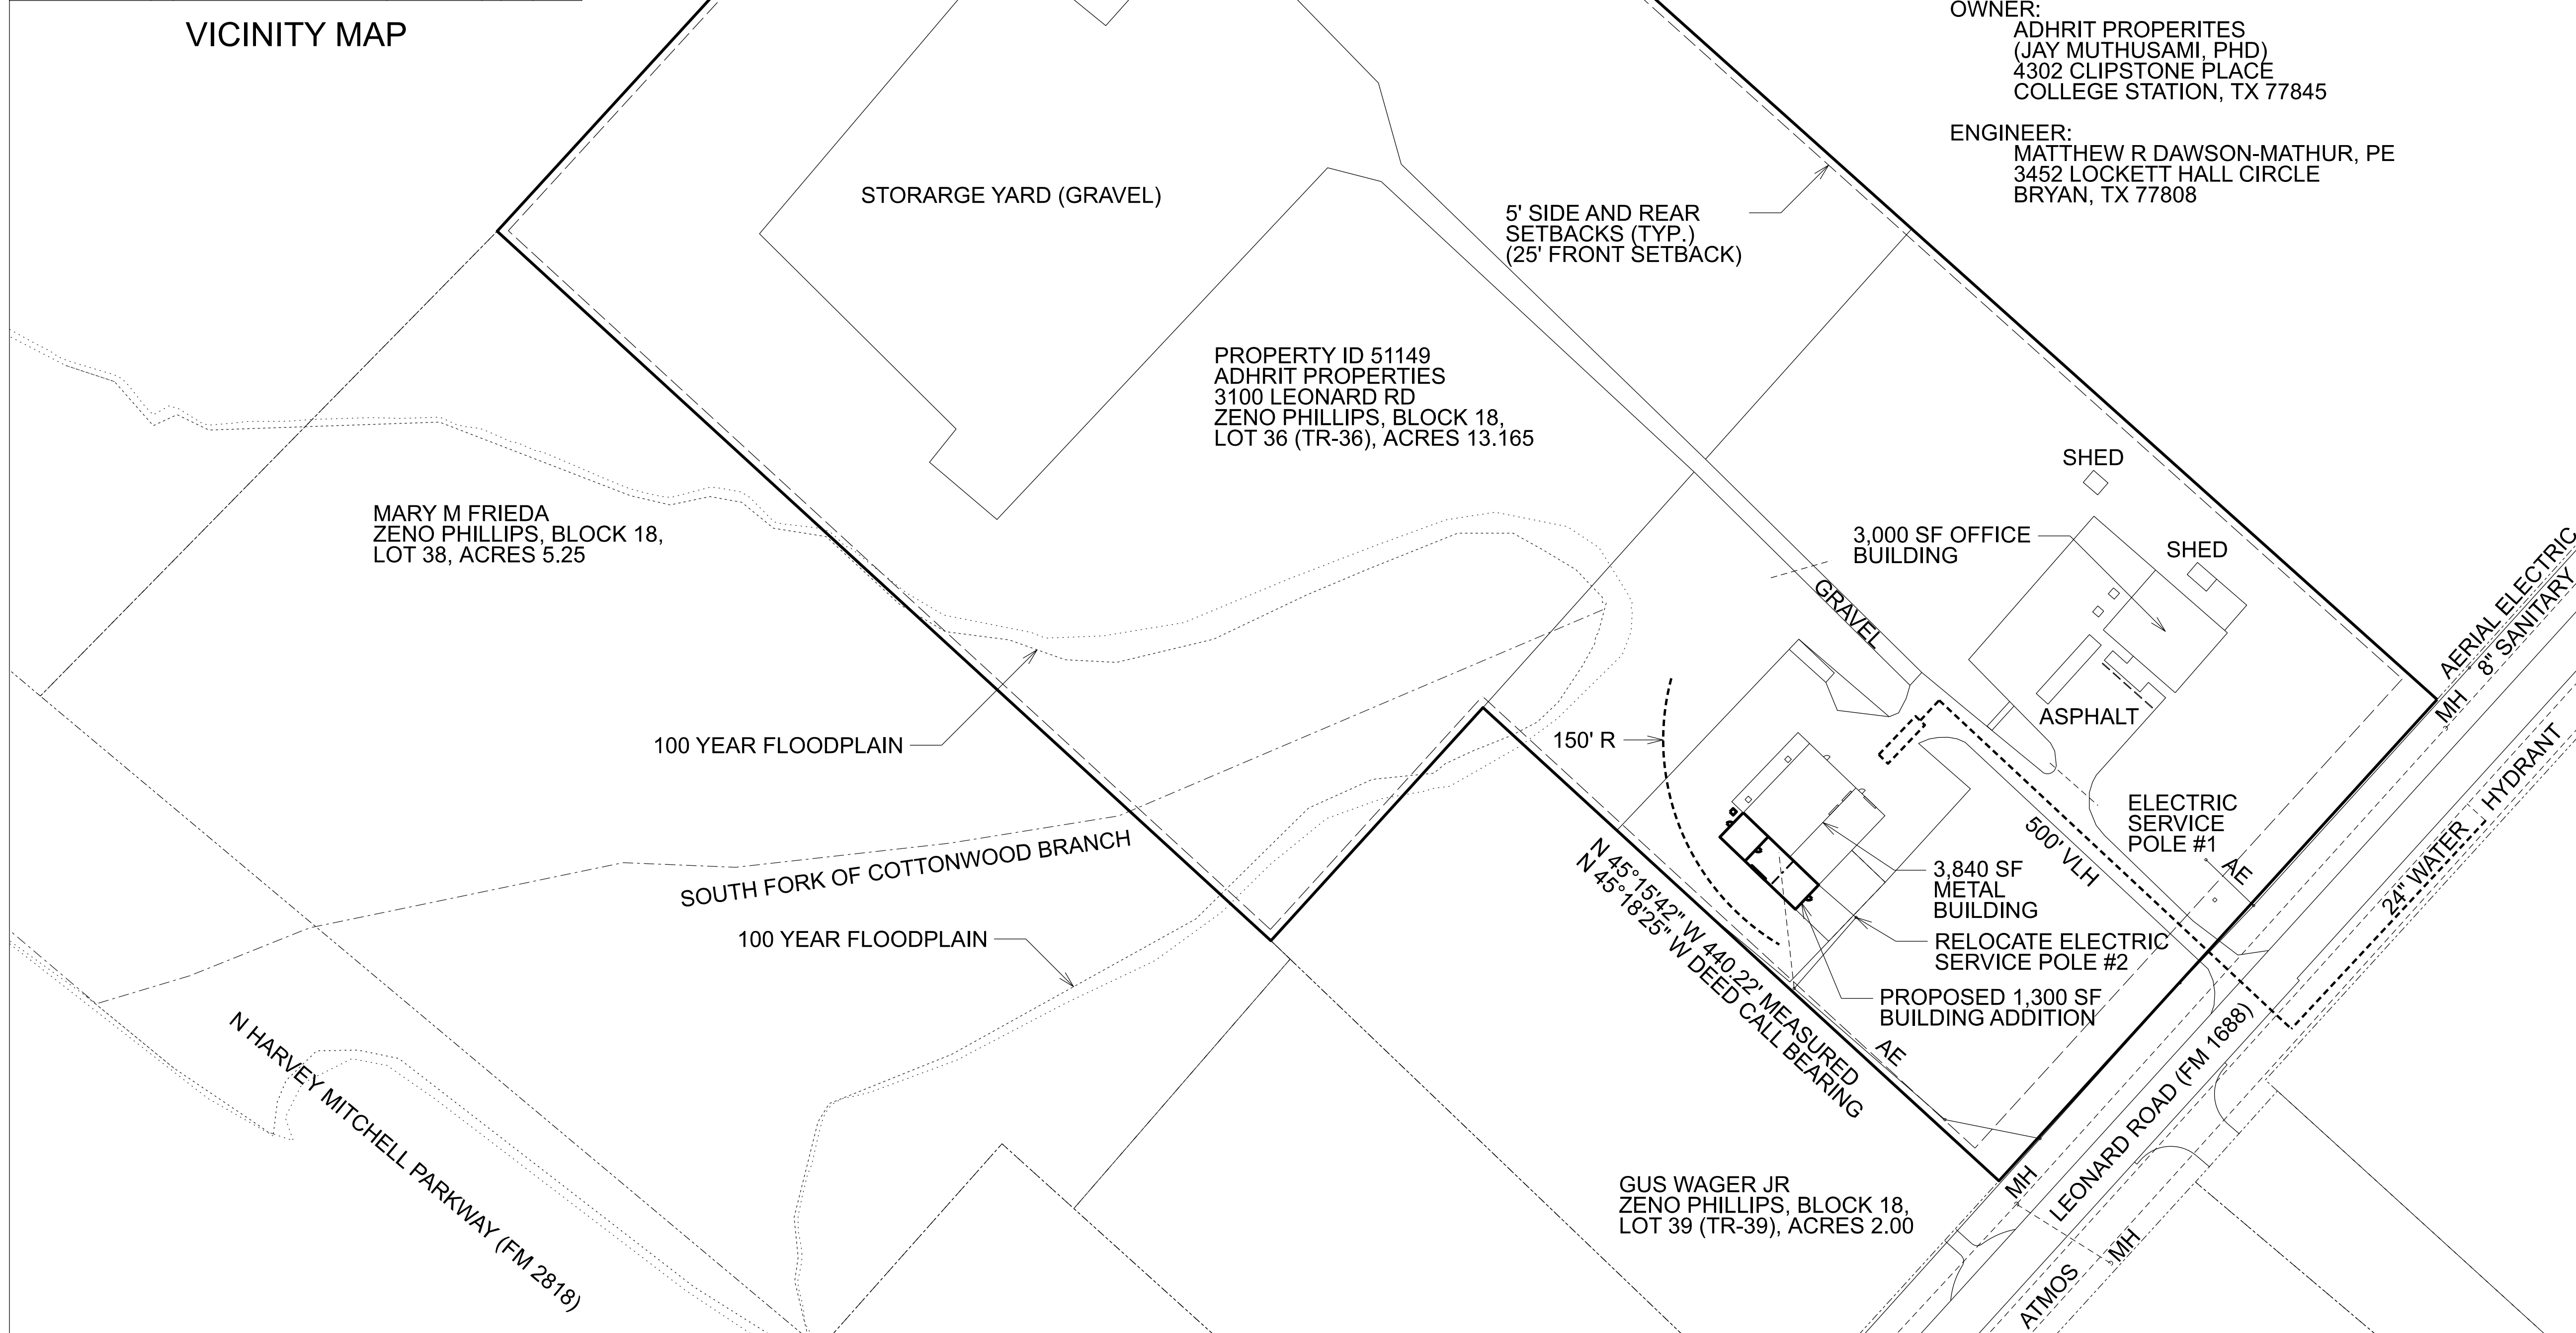 VICINITY MAP
OWNER:
ADHRIT PROPERITES
(JAY MUTHUSAMI, PHD)
4302 CLIPSTONE PLACE
COLLEGE STATION, TX 77845
ENGINEER:
MATTHEW R DAWSON-MATHUR, PE
3452 LOCKETT HALL CIRCLE
BRYAN, TX 77808
STORARGE YARD (GRAVEL)
5' SIDE AND REAR
SETBACKS (TYP.)
(25' FRONT SETBACK)
PROPERTY ID 51149
ADHRIT PROPERTIES
3100 LEONARD RD
ZENO PHILLIPS, BLOCK 18,
LOT 36 (TR-36), ACRES 13.165
MARY M FRIEDA
ZENO PHILLIPS, BLOCK 18,
LOT 38, ACRES 5.25
SHED
3,000 SF OFFICE
BUILDING
SHED
GRAVEL
AERIAL ELECTRIC
8" SANITARY
MH
ASPHALT
150' R
100 YEAR FLOODPLAIN
HYDRANT
24" WATER
ELECTRIC
SERVICE
POLE #1
AE
500' VLH
SOUTH FORK OF COTTONWOOD BRANCH
100 YEAR FLOODPLAIN
3,840 SF
METAL
BUILDING
RELOCATE ELECTRIC
SERVICE POLE #2
PROPOSED 1,300 SF
BUILDING ADDITION
N 45°15'42" W 440.22' MEASURED
N 45°18'25" W DEED CALL BEARING
AE
LEONARD ROAD (FM 1688)
N HARVEY MITCHELL PARKWAY (FM 2818)
GUS WAGER JR
ZENO PHILLIPS, BLOCK 18,
LOT 39 (TR-39), ACRES 2.00
MH
MH
ATMOS